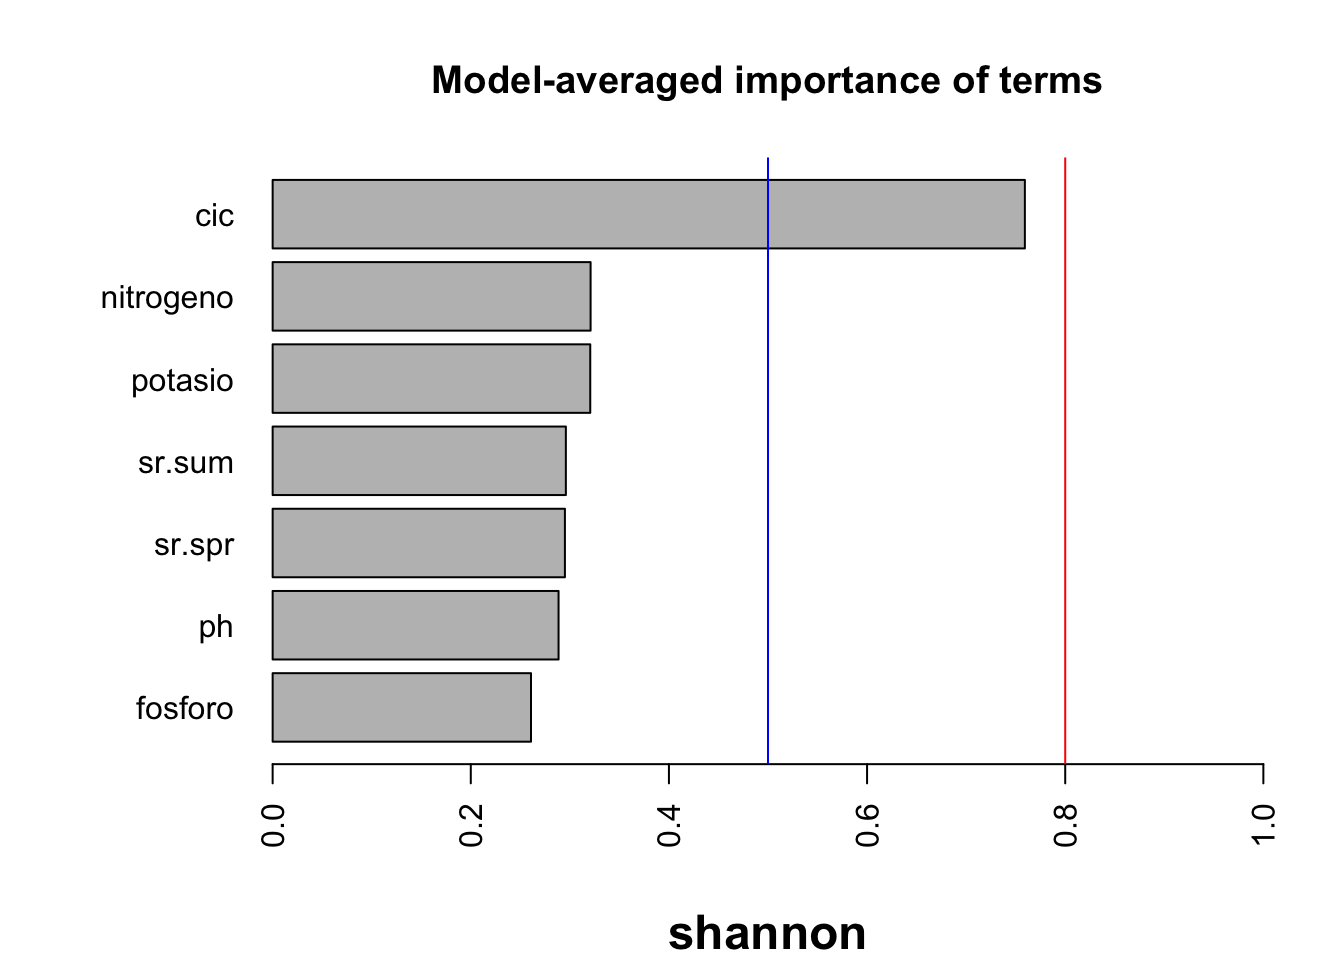 Model-averaged importance of terms
cic
nitrogeno
potasio
sr.sum
sr.spr
ph
fosforo
0.0 0.2 0.4 0.6 0.8 1.0
shannon